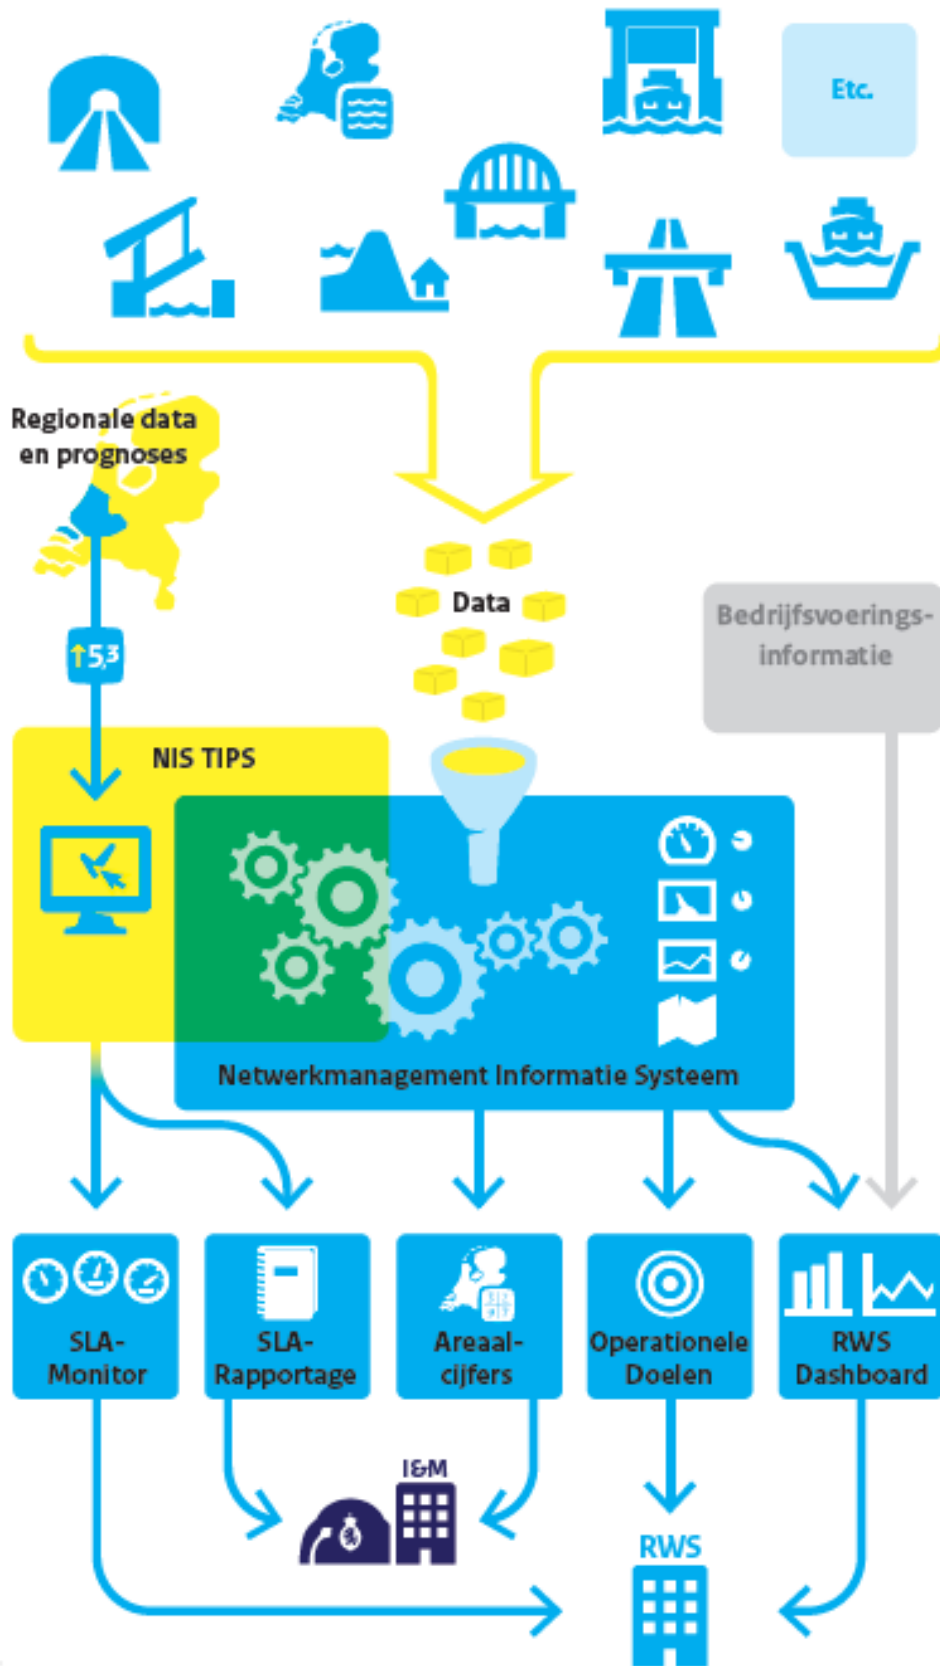 Etc.
Regionale data
en prognoses
↑5,3
Data
Bedrijfsvoerings-
informatie
NIS TIPS
Netwerkmanagement Informatie Systeem
SLA-
Monitor
SLA-
Rapportage
Areaal-
cijfers
Operationele
Doelen
RWS
Dashboard
I&M
RWS